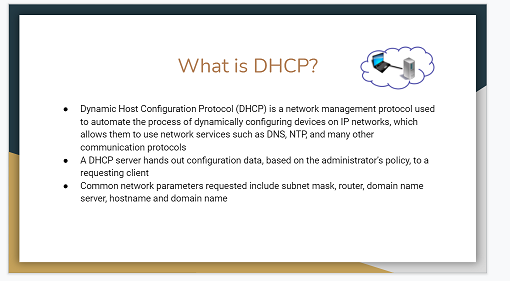 What is DHCP?
● Dynamic Host Configuration Protocol (DHCP) is a network management protocol used
to automate the process of dynamically configuring devices on IP networks, which
allows them to use network services such as DNS, NTP, and many other
communication protocols
● A DHCP server hands out configuration data, based on the administrator's policy, to a
requesting client
● Common network parameters requested include subnet mask, router, domain name
server, hostname and domain name